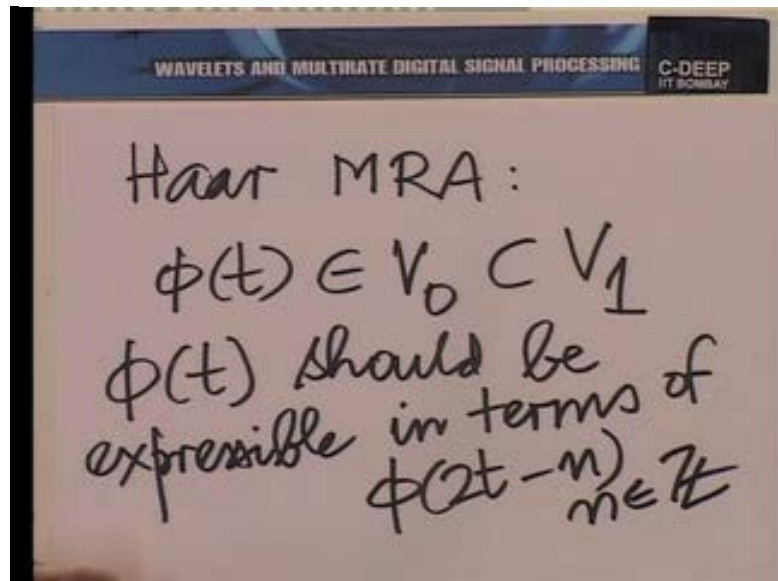 WAVELETS AND MULTIRATE DIGITAL SIGNAL PROCESSING
C-DEEP
IIT BOMBAY
Haar MRA:
ϕ(t) ∈ V₀ ⊂ V₁
ϕ(t) should be
expressible in terms of
ϕ(2t-n)
n∈ℤ